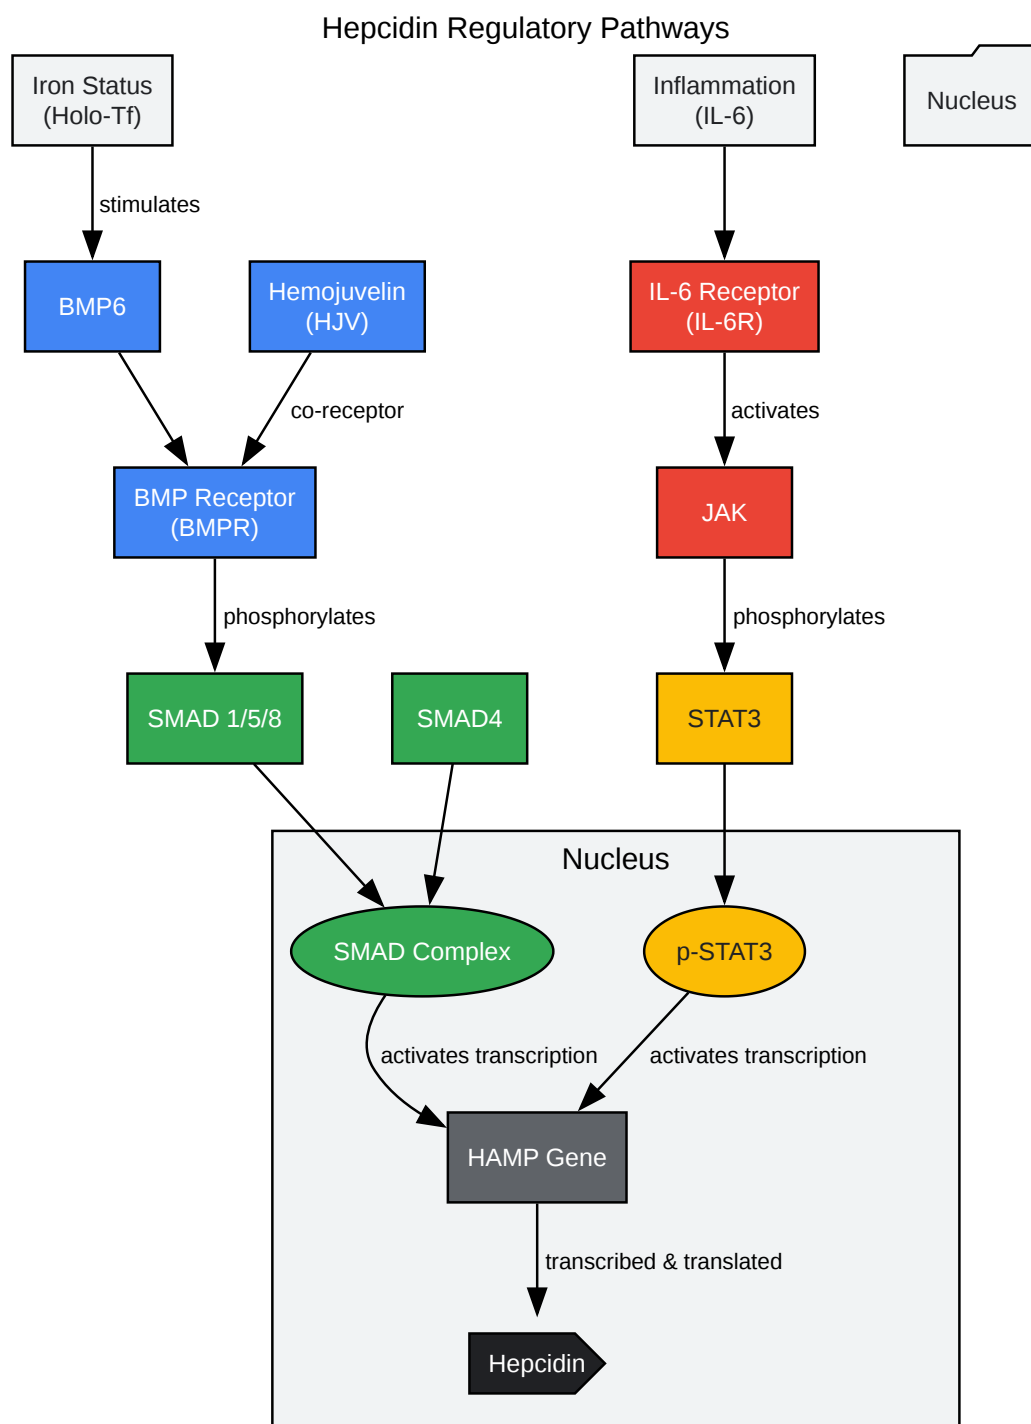 Hepcidin Regulatory Pathways
Iron Status
(Holo-Tf)
Inflammation
(IL-6)
Nucleus
stimulates
BMP6
Hemojuvelin
(HJV)
IL-6 Receptor
(IL-6R)
co-receptor
activates
BMP Receptor
(BMPR)
JAK
phosphorylates
phosphorylates
SMAD 1/5/8
SMAD4
STAT3
Nucleus
SMAD Complex
p-STAT3
activates transcription
activates transcription
HAMP Gene
transcribed & translated
Hepcidin